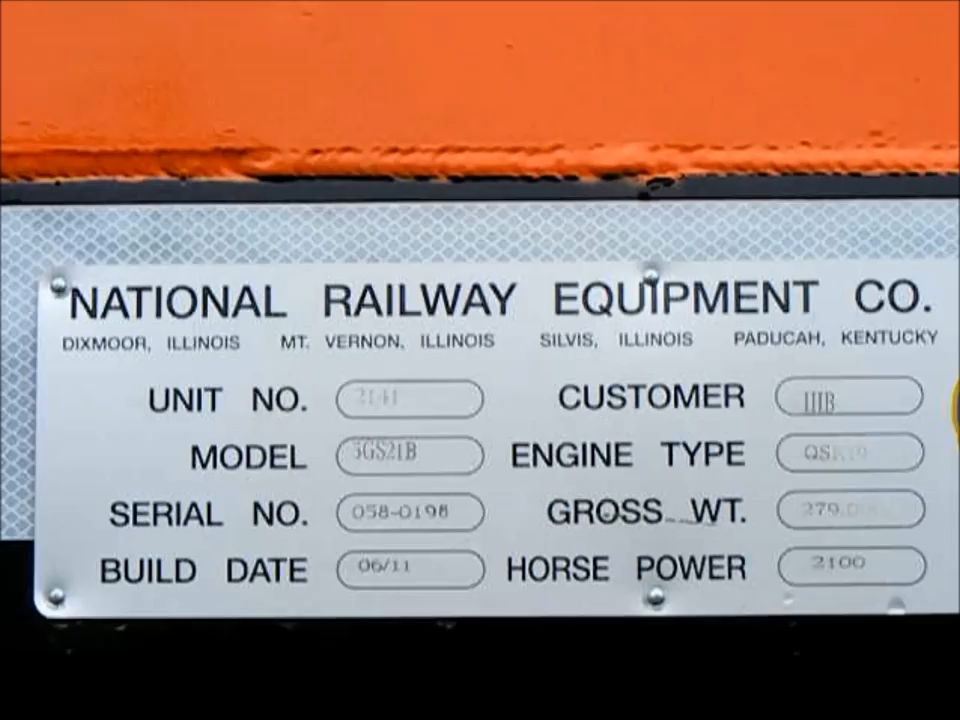 NATIONAL RAILWAY EQUIPMENT CO.
DIXMOOR, ILLINOIS MT. VERNON, ILLINOIS SILVIS, ILLINOIS PADUCAH, KENTUCKY
UNIT NO. 2141 CUSTOMER
MODEL 3GS21B ENGINE TYPE
SERIAL NO. 058-0198 GROSS WT.
BUILD DATE 06/11 HORSE POWER 2100